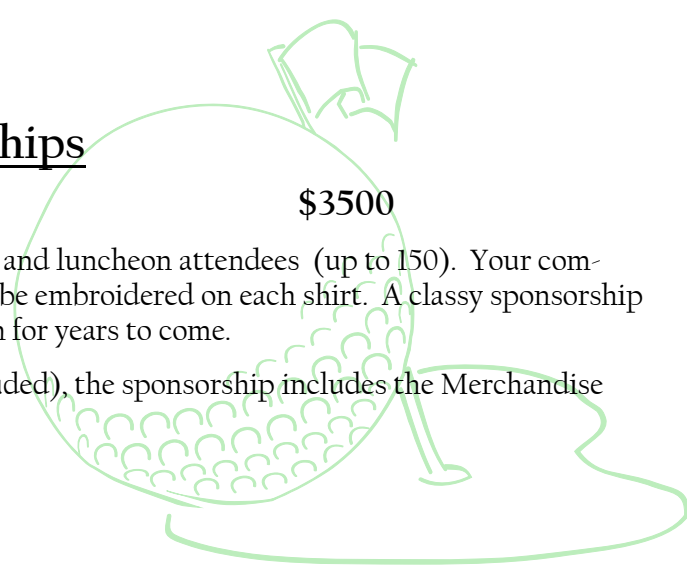 hips
$3500
and luncheon attendees (up to 150). Your com-
be embroidered on each shirt. A classy sponsorship
for years to come.
uded), the sponsorship includes the Merchandise